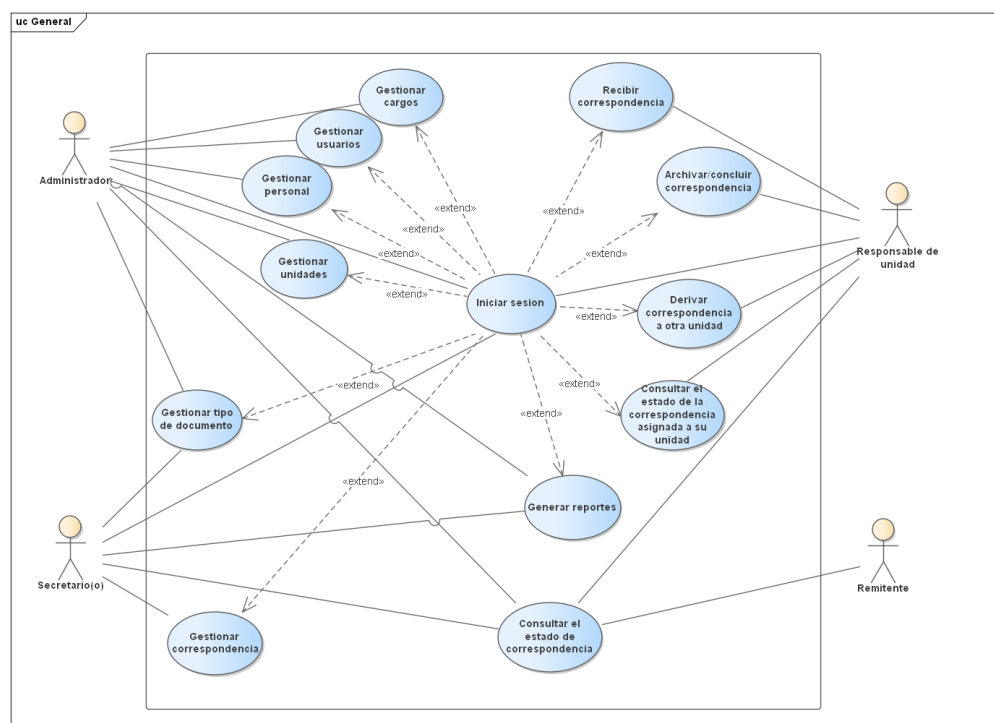 uc General
Gestionar
cargos
Recibir
correspondencia
Gestionar
usuarios
Administrador
Gestionar
personal
Archivar/concluir
correspondencia
«extend»
«extend»
«extend»
«extend»
«extend»
Responsable de
unidad
Gestionar
unidades
«extend»
Iniciar sesion
Derivar
correspondencia
a otra unidad
«extend»
«extend»
«extend»
Consultar el
estado de la
correspondencia
asignada a su
unidad
Gestionar tipo
de documento
«extend»
«extend»
Generar reportes
Secretario(o)
Remitente
Gestionar
correspondencia
Consultar el
estado de
correspondencia